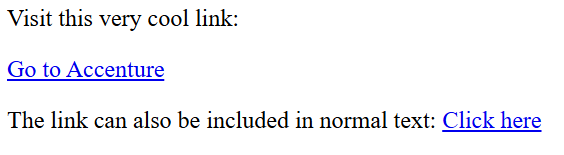 Visit this very cool link:
Go to Accenture
The link can also be included in normal text: Click here